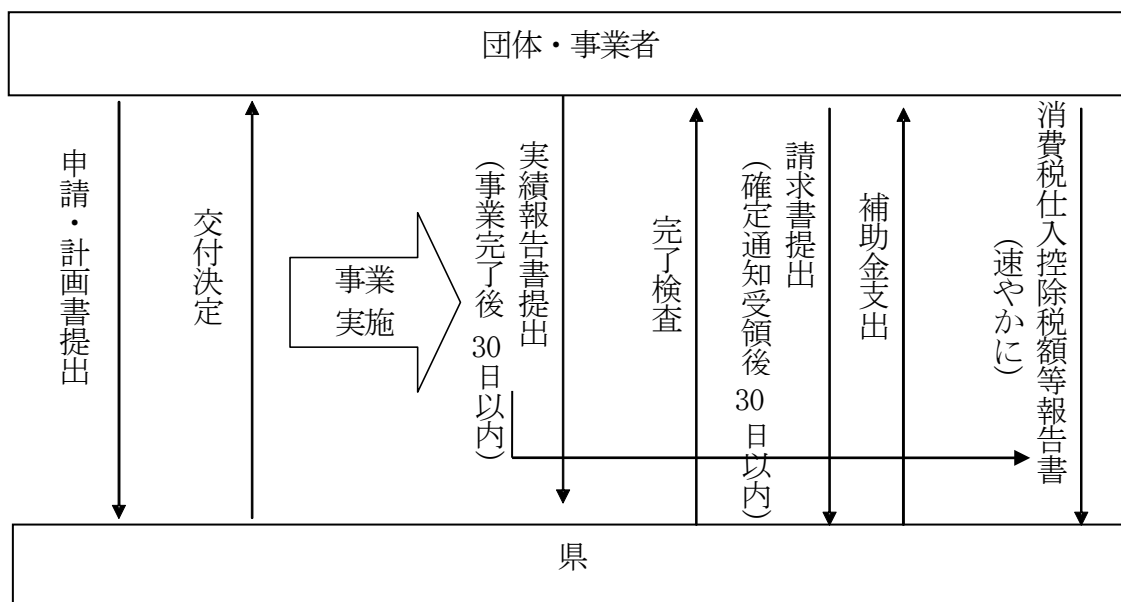 団体・事業者
申請・計画書提出
交付決定
事業
実施
実績報告書提出
(事業完了後 30 日以内)
完了検査
請求書提出
(確定通知受領後 30 日以内)
補助金支出
消費税仕入控除税額等報告書
(速やかに)
県